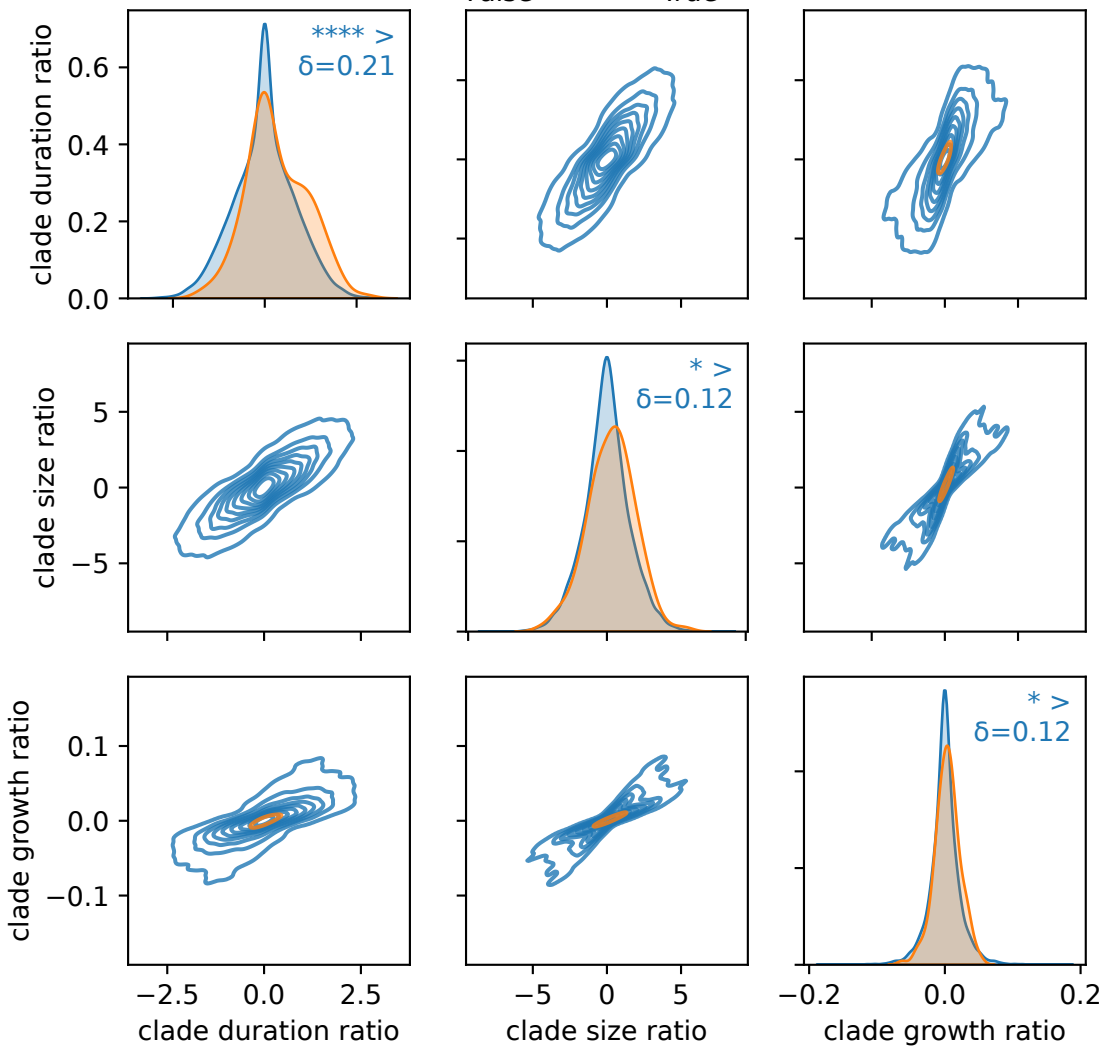 clade duration ratio
0.6
0.4
0.2
0.0
**** >
δ=0.21
clade size ratio
5
0
−5
* >
δ=0.12
clade growth ratio
0.1
0.0
−0.1
* >
δ=0.12
−2.5 0.0 2.5
−5 0 5
−0.2 0.0 0.2
clade duration ratio
clade size ratio
clade growth ratio